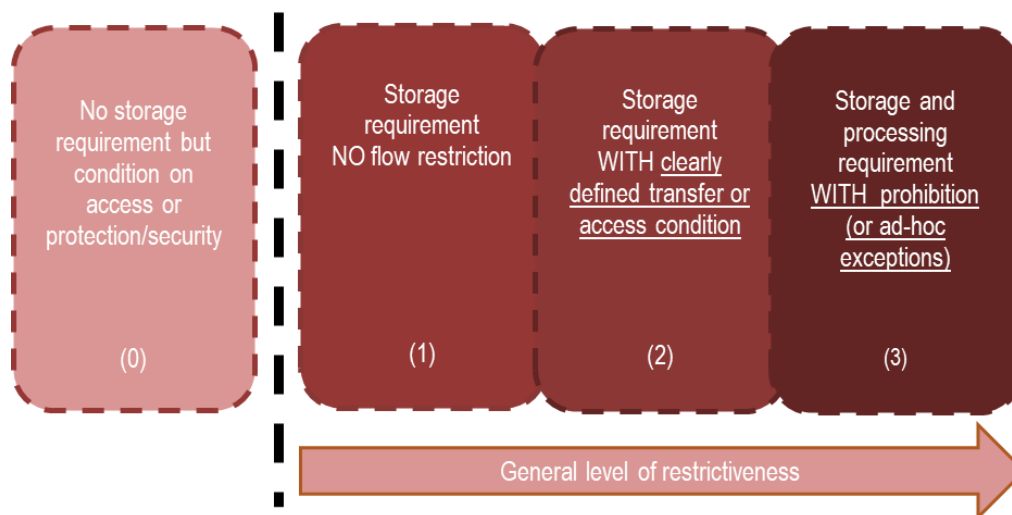 No storage
requirement but
condition on
access or
protection/security
(0)
Storage
requirement
NO flow restriction
(1)
Storage
requirement
WITH clearly
defined transfer or
access condition
(2)
Storage and
processing
requirement
WITH prohibition
(or ad-hoc
exceptions)
(3)
General level of restrictiveness